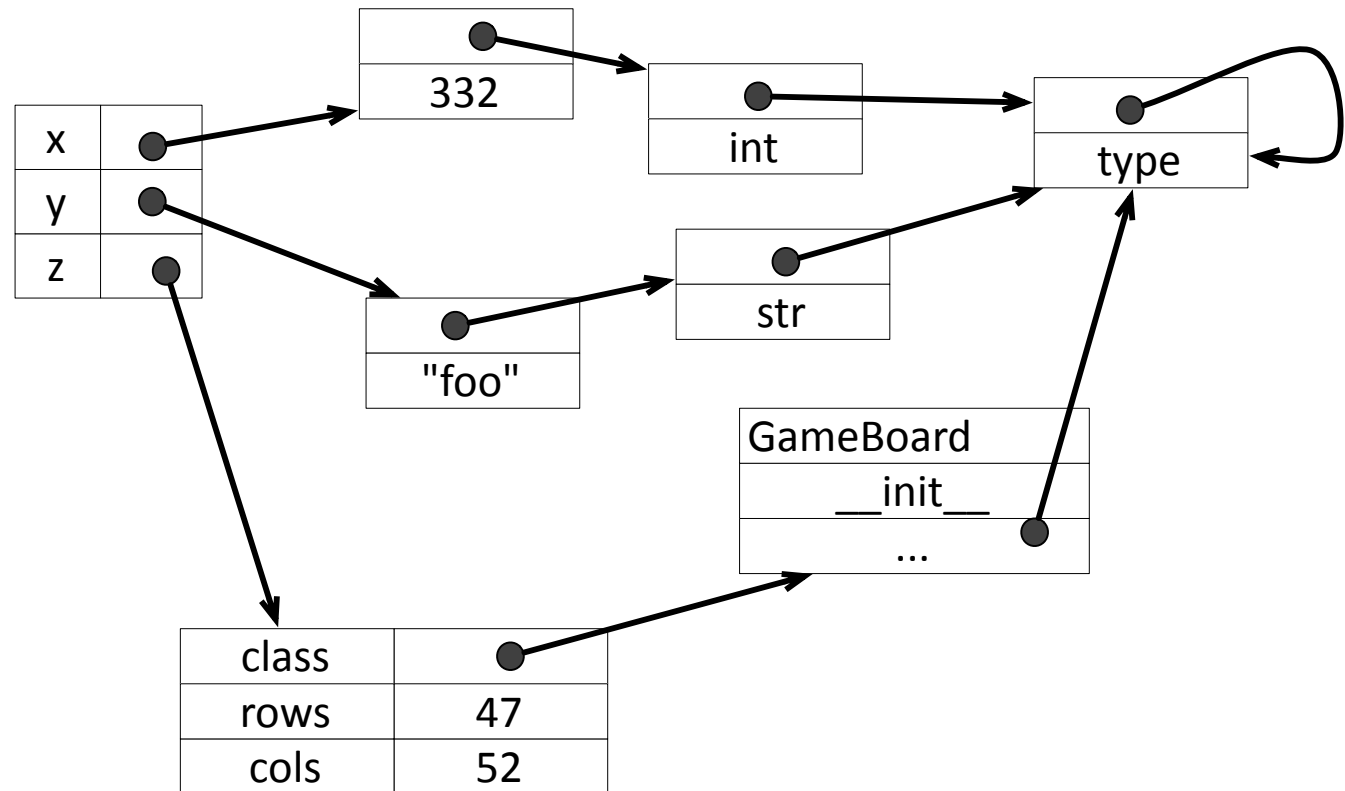 332
x
int
type
y
z
str
"foo"
GameBoard
__init__
...
class
rows 47
cols 52